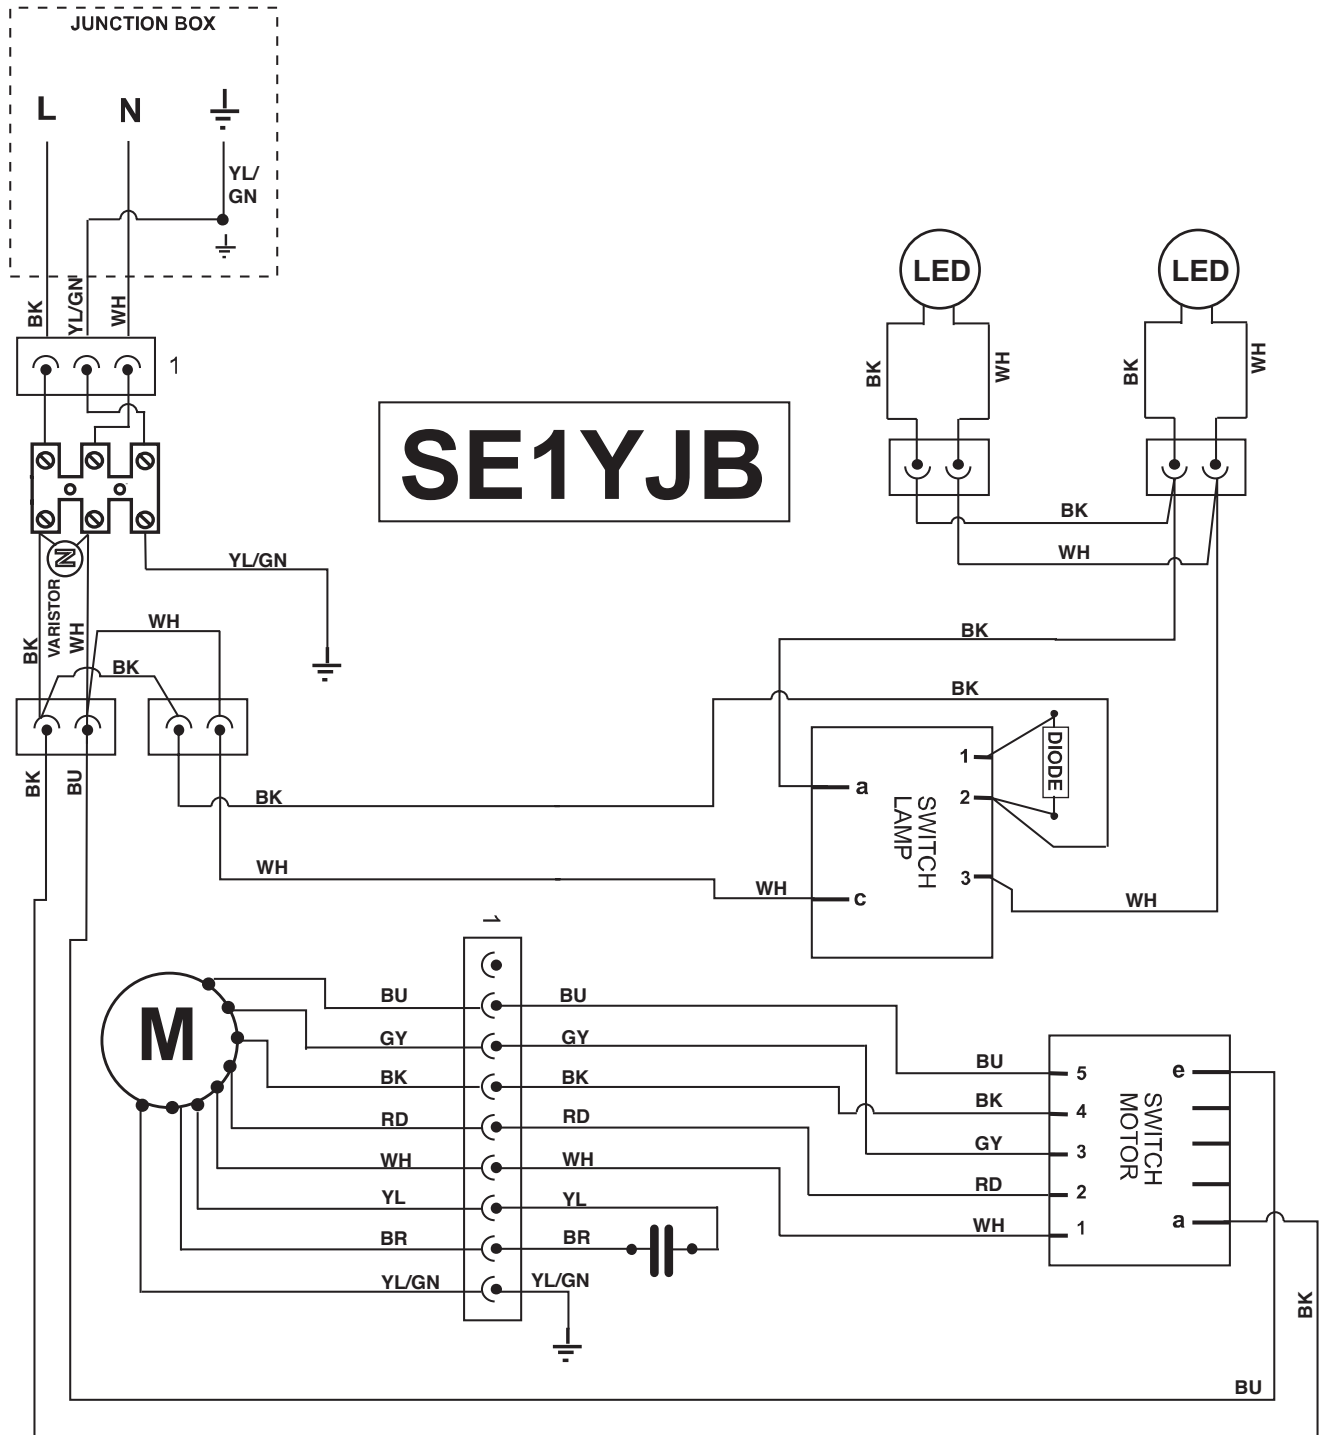 JUNCTION BOX
L
N
YL/
GN
BK
YL/GN
WH
1
LED
LED
BK
WH
BK
WH
SE1YJB
BK
WH
YL/GN
N
VARISTOR
BK
WH
WH
BK
BK
BU
BK
BK
BK
WH
WH
1
2
3
a
c
SWITCH
LAMP
DIODE
WH
1
M
BU
GY
BK
RD
WH
YL
BR
YL/GN
BU
GY
BK
RD
WH
YL
BR
YL/GN
BU
BK
GY
RD
WH
5
4
3
2
1
e
a
SWITCH
MOTOR
BK
BU